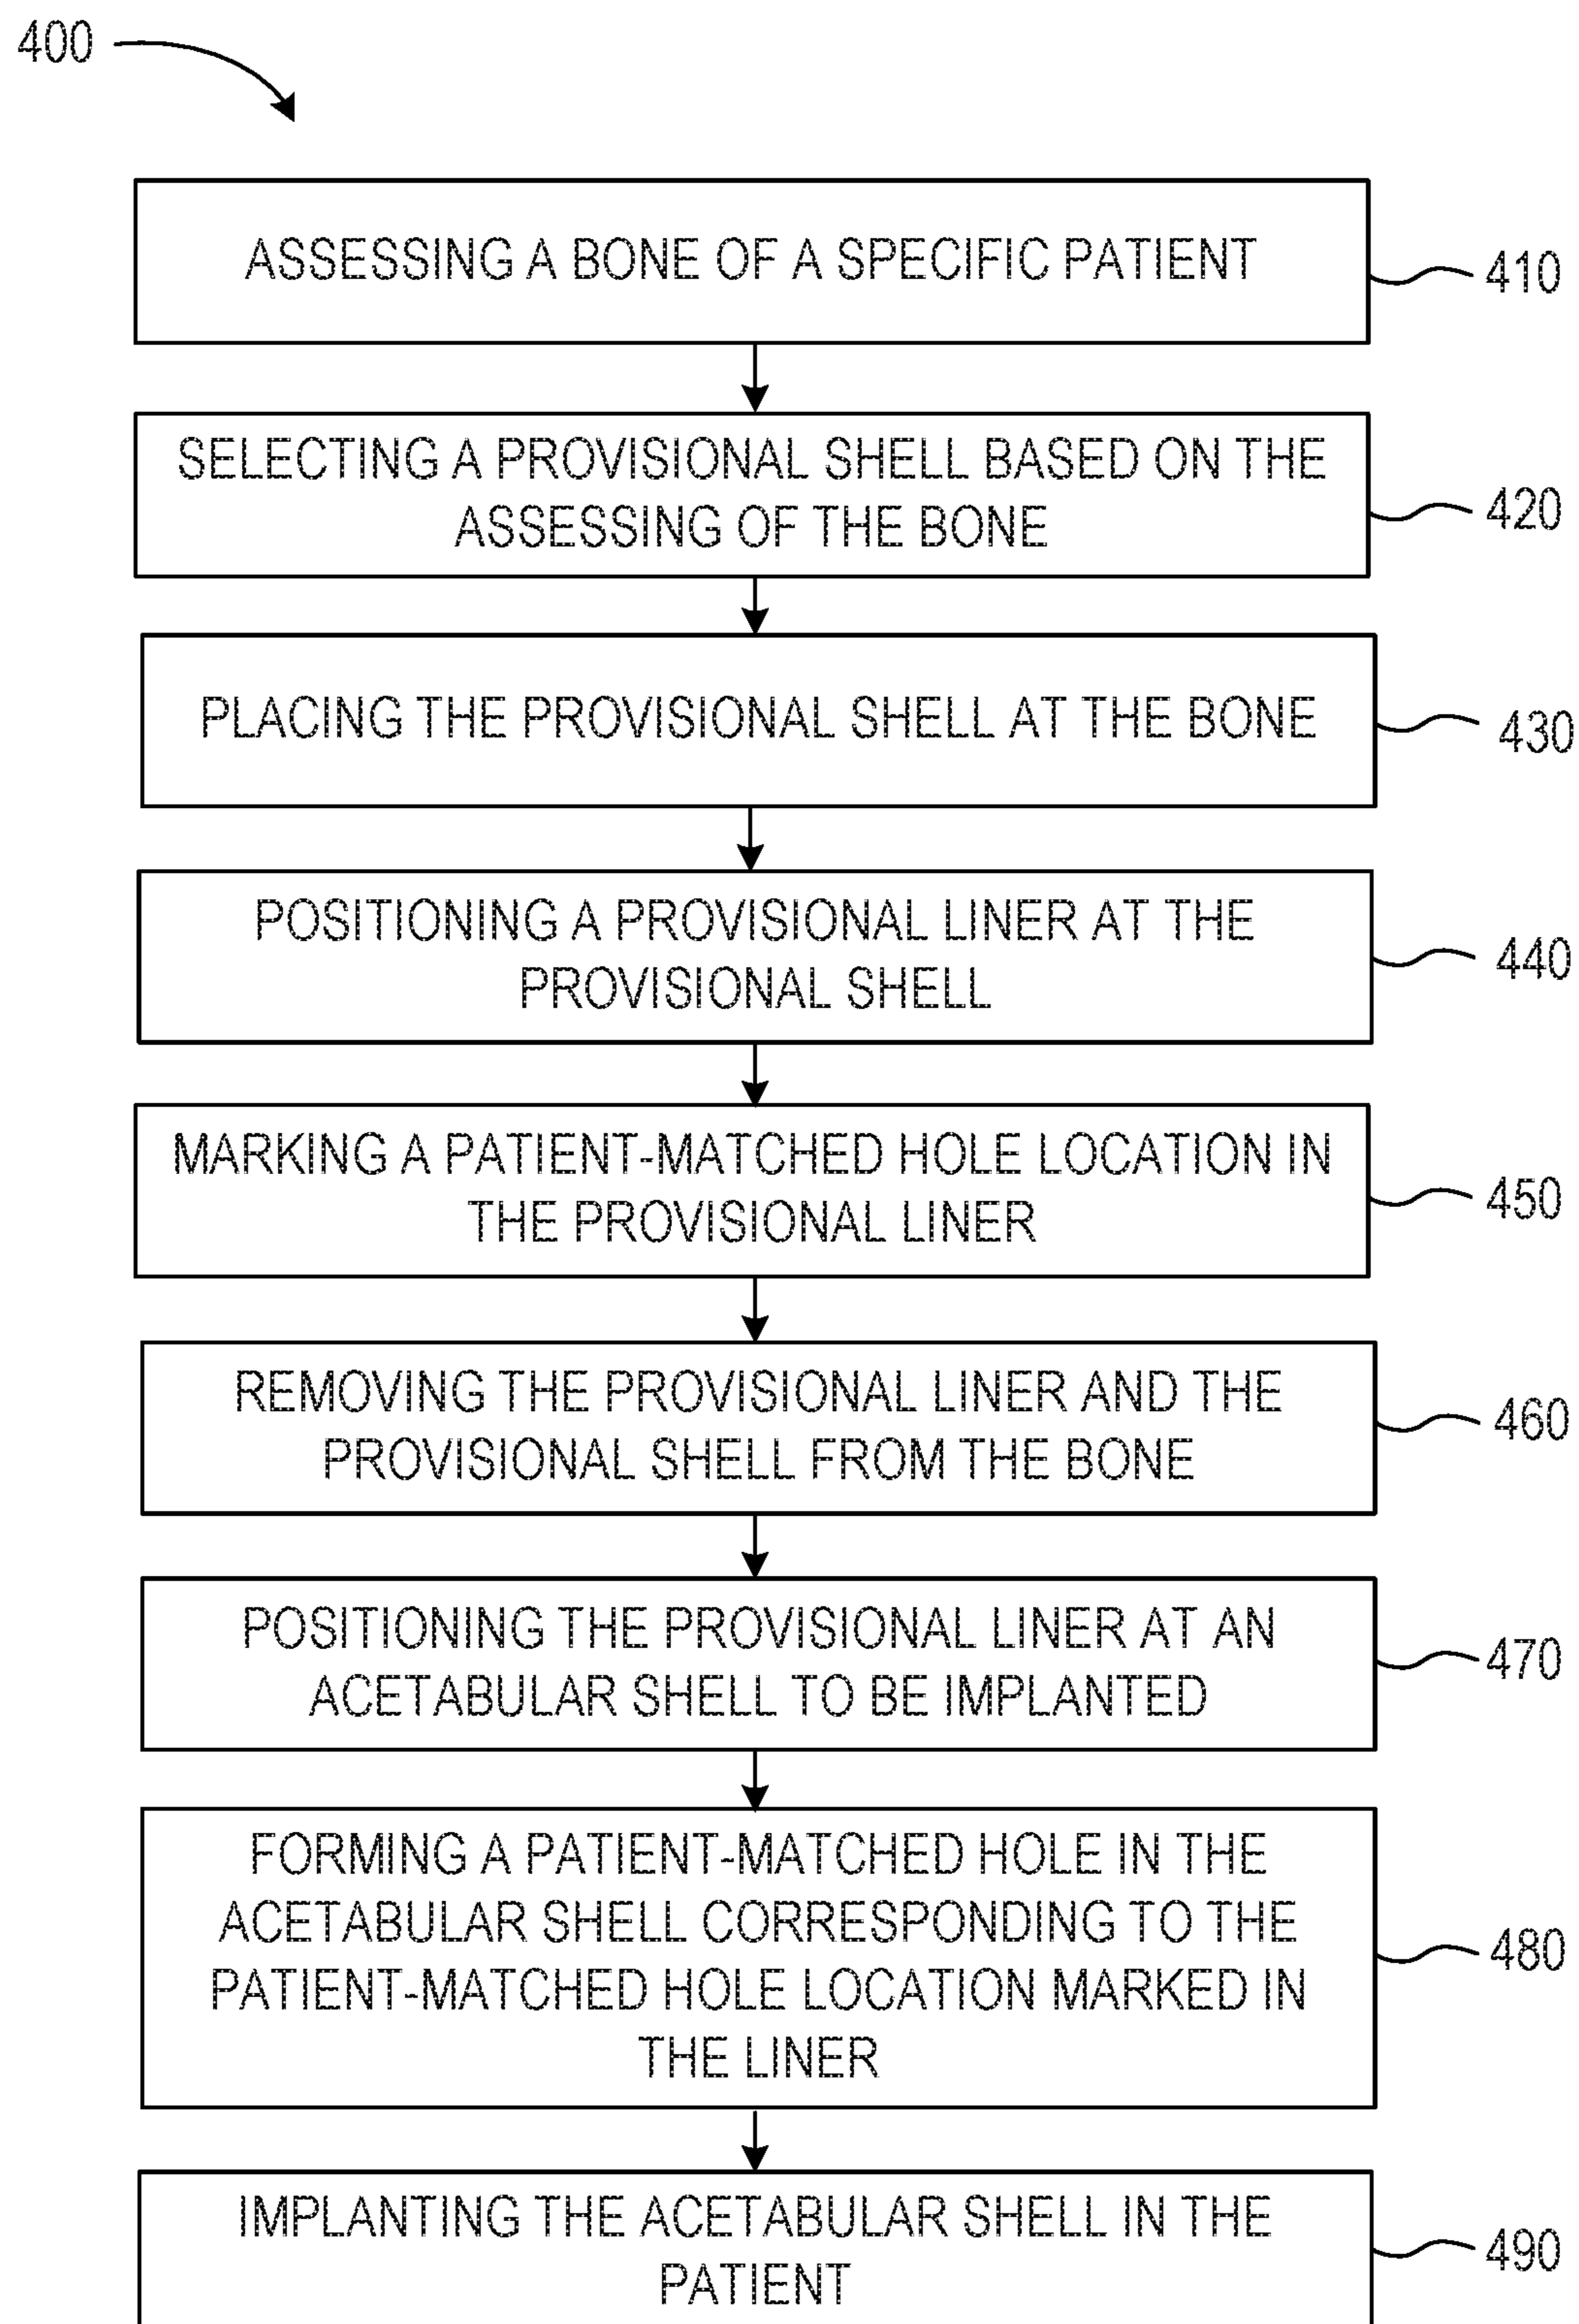 400
ASSESSING A BONE OF A SPECIFIC PATIENT
410
SELECTING A PROVISIONAL SHELL BASED ON THE
ASSESSING OF THE BONE
420
PLACING THE PROVISIONAL SHELL AT THE BONE
430
POSITIONING A PROVISIONAL LINER AT THE
PROVISIONAL SHELL
440
MARKING A PATIENT-MATCHED HOLE LOCATION IN
THE PROVISIONAL LINER
450
REMOVING THE PROVISIONAL LINER AND THE
PROVISIONAL SHELL FROM THE BONE
460
POSITIONING THE PROVISIONAL LINER AT AN
ACETABULAR SHELL TO BE IMPLANTED
470
FORMING A PATIENT-MATCHED HOLE IN THE
ACETABULAR SHELL CORRESPONDING TO THE
PATIENT-MATCHED HOLE LOCATION MARKED IN
THE LINER
480
IMPLANTING THE ACETABULAR SHELL IN THE
PATIENT
490